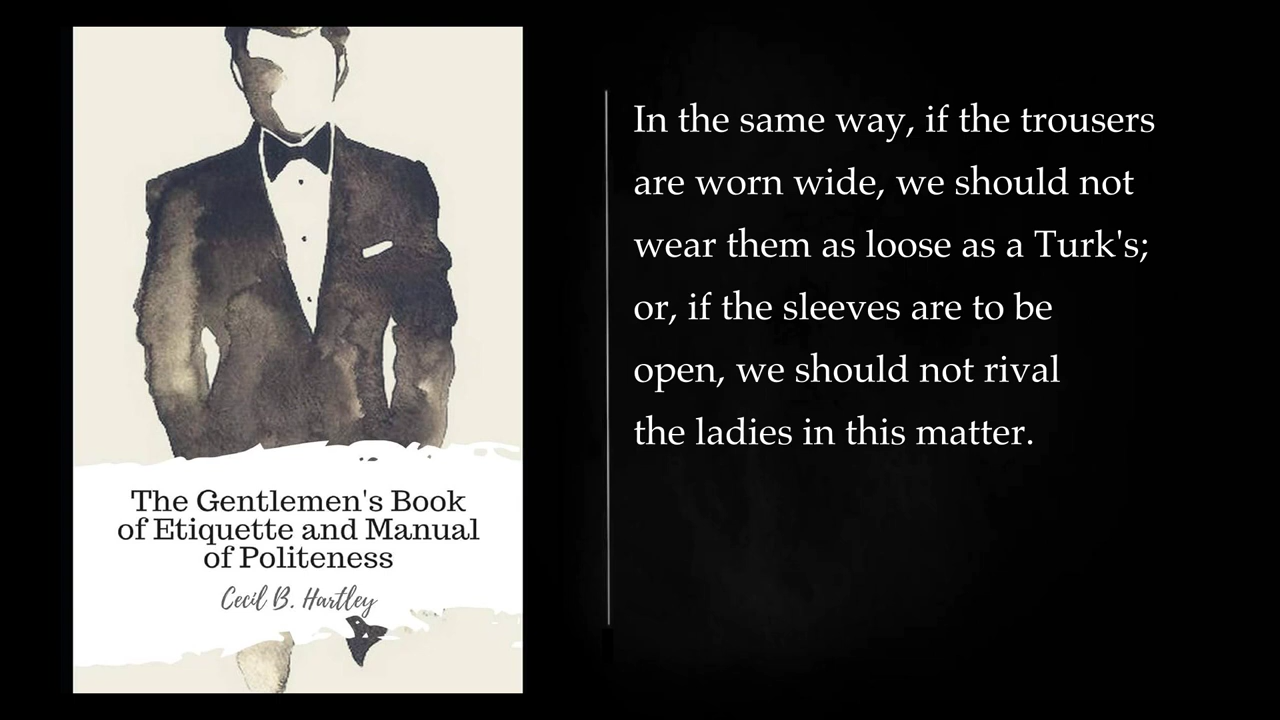 The Gentlemen's Book
of Etiquette and Manual
of Politeness
Cecil B. Hartley
In the same way, if the trousers
are worn wide, we should not
wear them as loose as a Turk's;
or, if the sleeves are to be
open, we should not rival
the ladies in this matter.